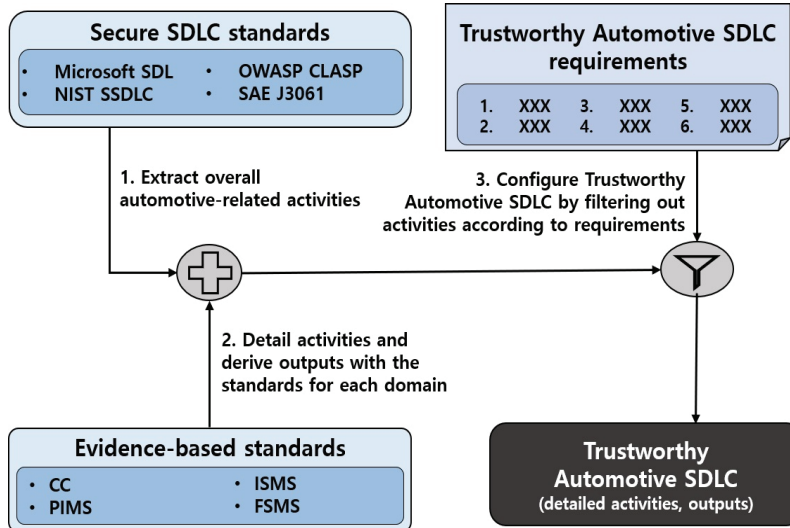 Secure SDLC standards
• Microsoft SDL • OWASP CLASP
• NIST SSDLC • SAE J3061
Trustworthy Automotive SDLC
requirements
1. XXX 3. XXX 5. XXX
2. XXX 4. XXX 6. XXX
1. Extract overall
automotive-related activities
3. Configure Trustworthy
Automotive SDLC by filtering out
activities according to requirements
2. Detail activities and
derive outputs with the
standards for each domain
Evidence-based standards
• CC • ISMS
• PIMS • FSMS
Trustworthy
Automotive SDLC
(detailed activities, outputs)